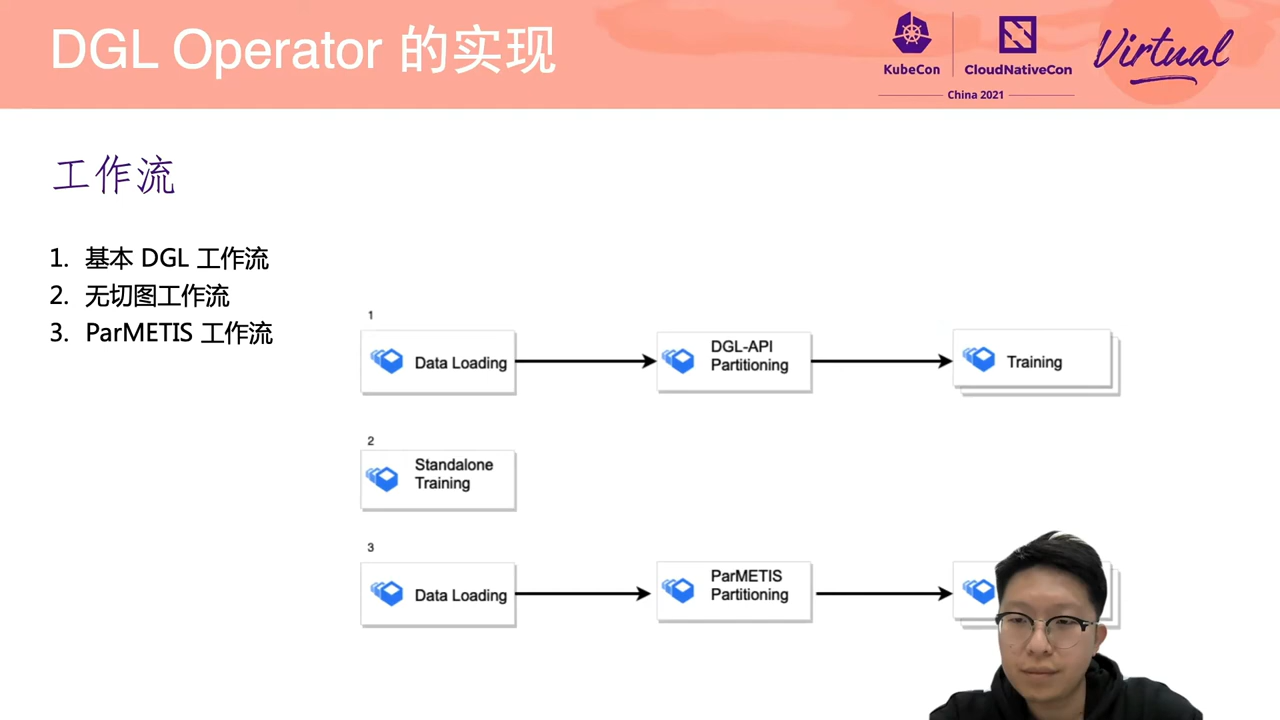 DGL Operator 的实现
KubeCon
CloudNativeCon
Virtual
China 2021
工作流
1. 基本 DGL 工作流
2. 无切图工作流
3. ParMETIS 工作流
1
Data Loading
DGL-API
Partitioning
Training
2
Standalone
Training
3
Data Loading
ParMETIS
Partitioning